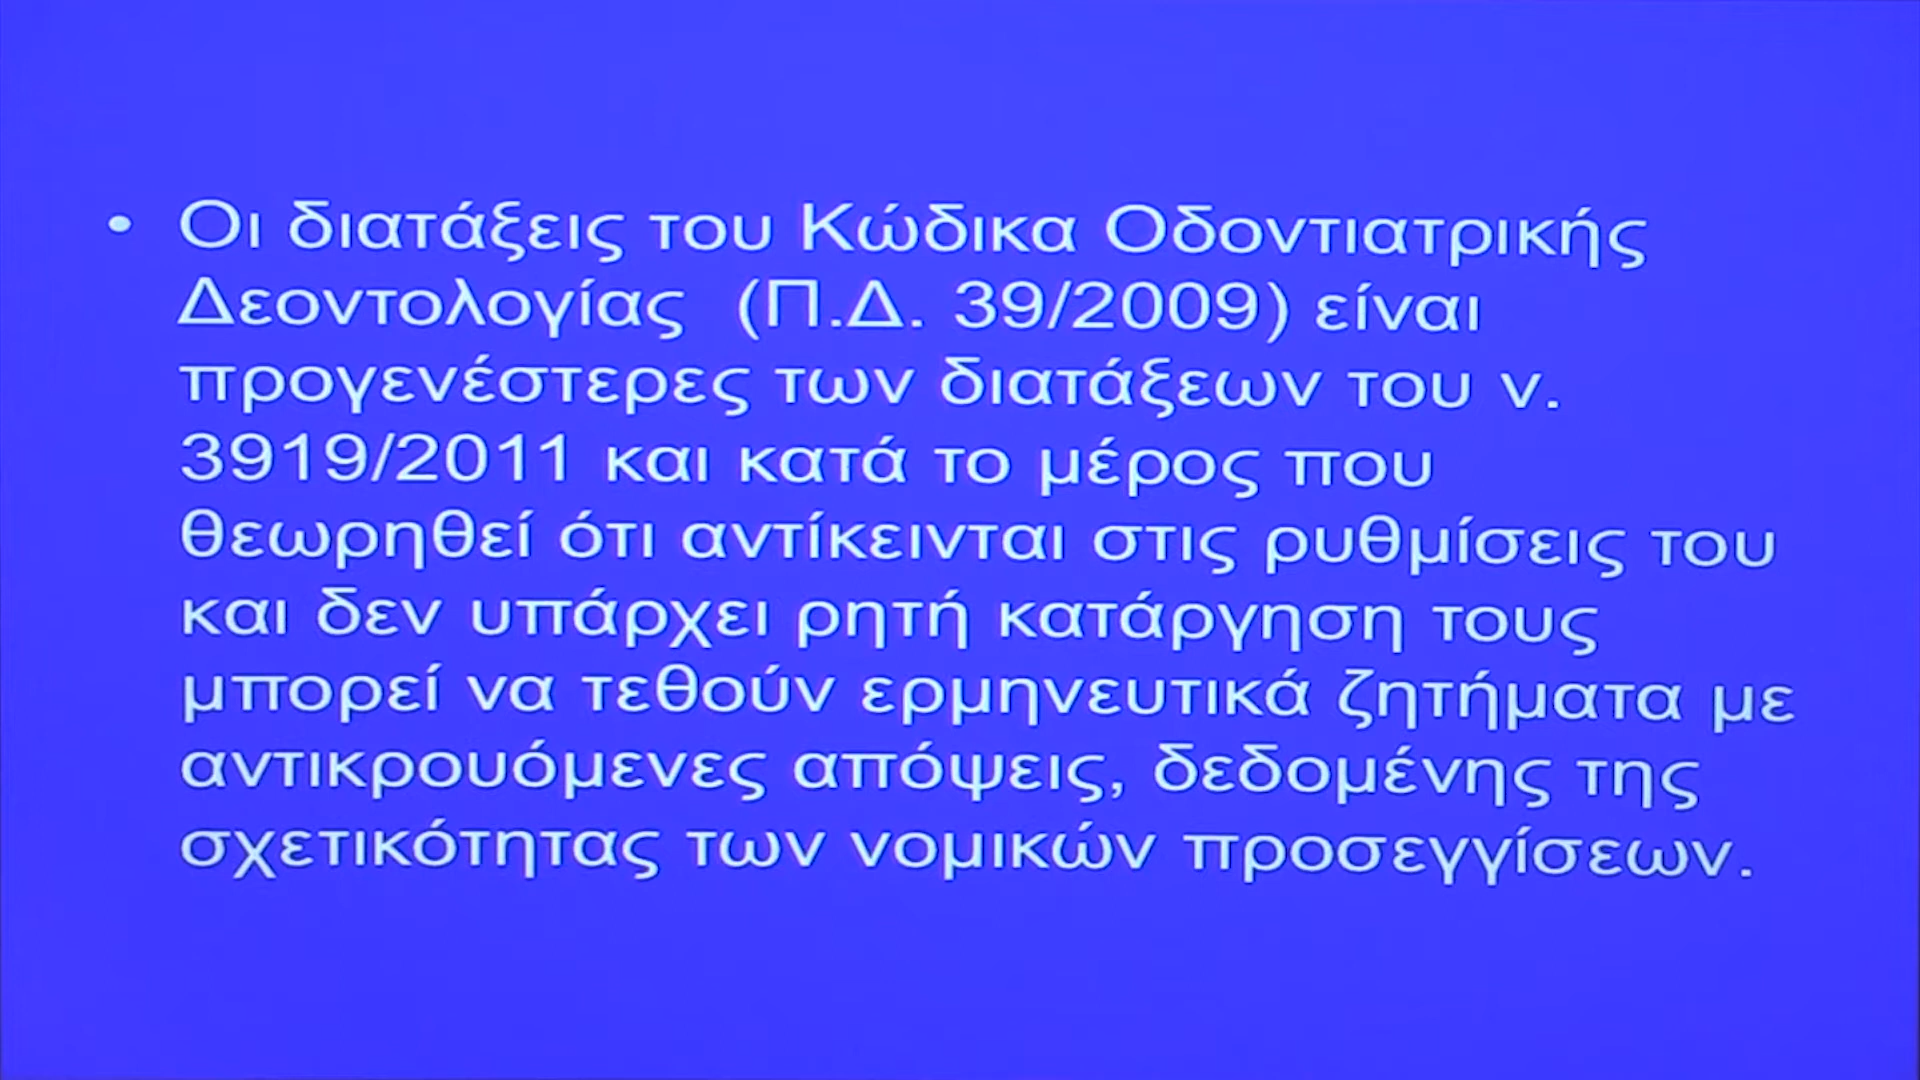 • Οι διατάξεις του Κώδικα Οδοντιατρικής
Δεοντολογίας (Π.Δ. 39/2009) είναι
προγενέστερες των διατάξεων του ν.
3919/2011 και κατά το μέρος που
θεωρηθεί ότι αντίκεινται στις ρυθμίσεις του
και δεν υπάρχει ρητή κατάργηση τους
μπορεί να τεθούν ερμηνευτικά ζητήματα με
αντικρουόμενες απόψεις, δεδομένης της
σχετικότητας των νομικών προσεγγίσεων.